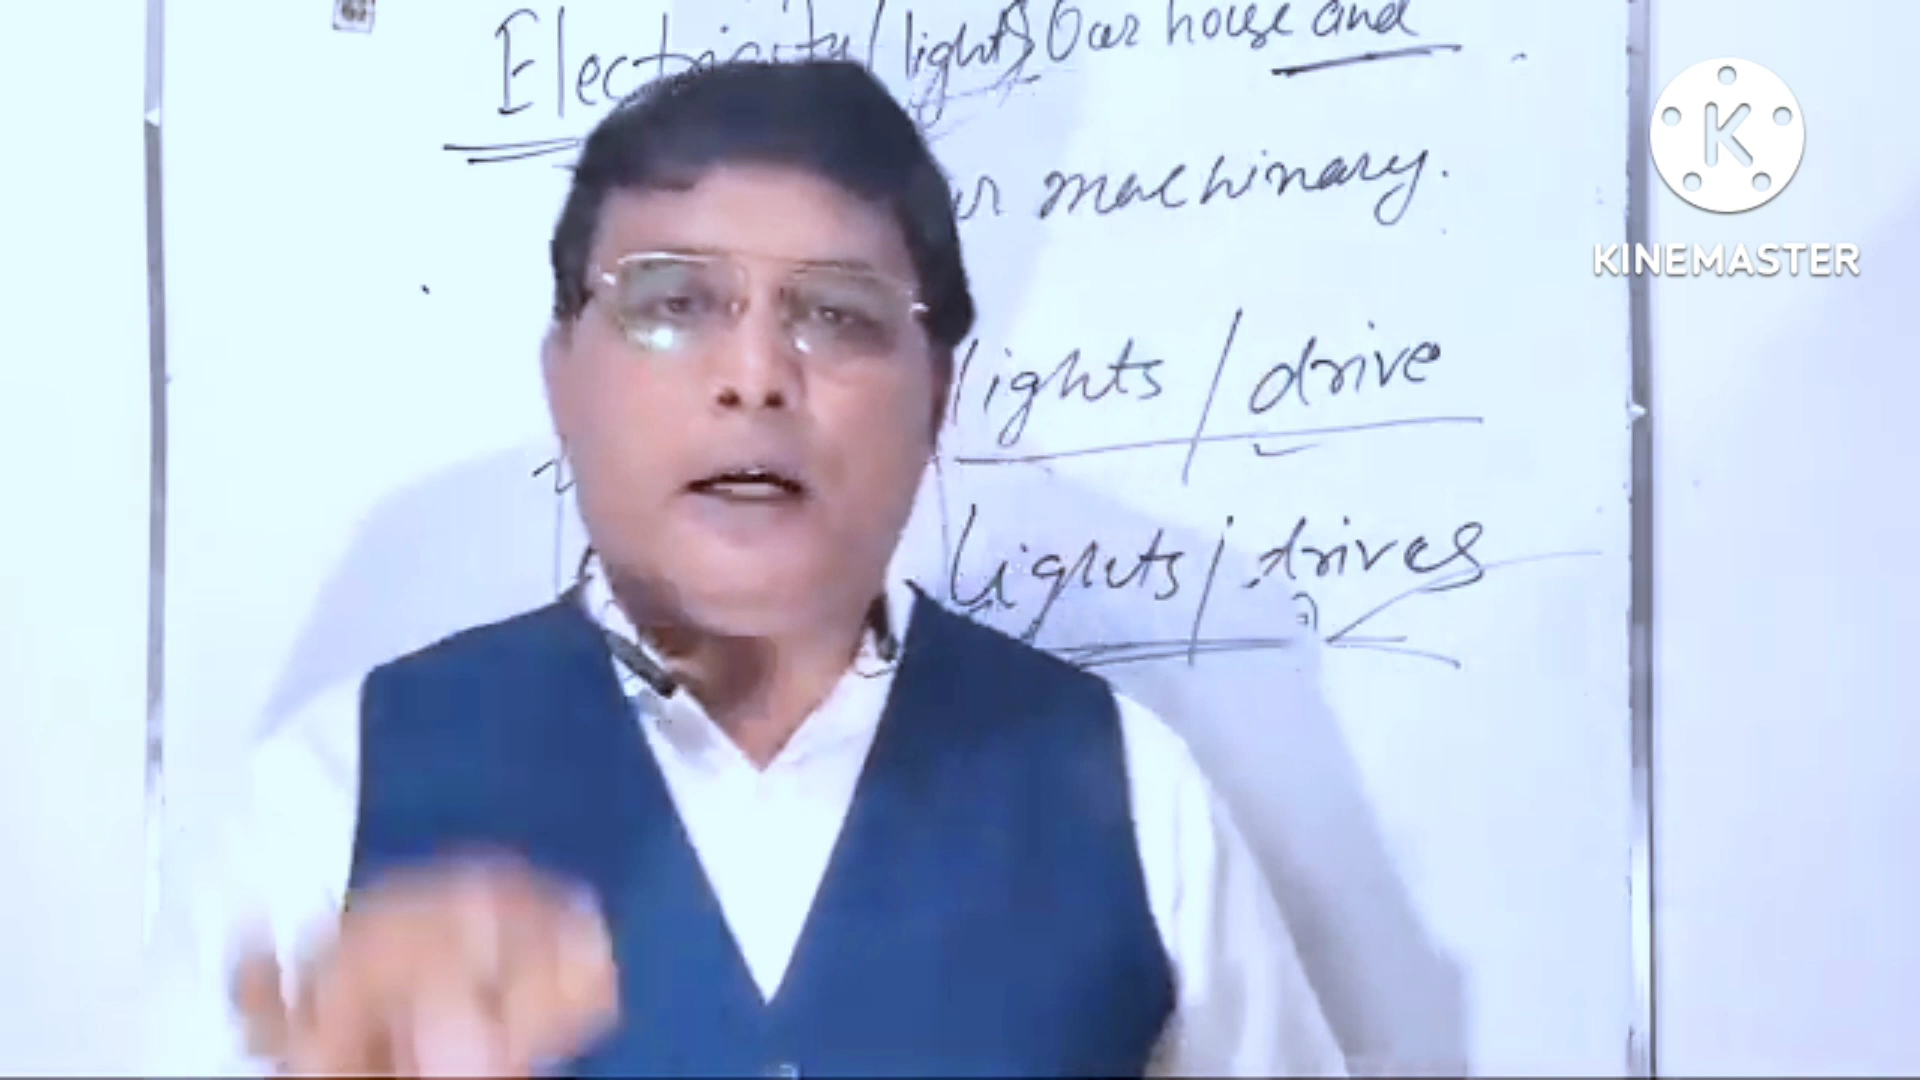 Electricity/lights Our house and
machinary.
lights / drive
lights / drives
KINEMASTER